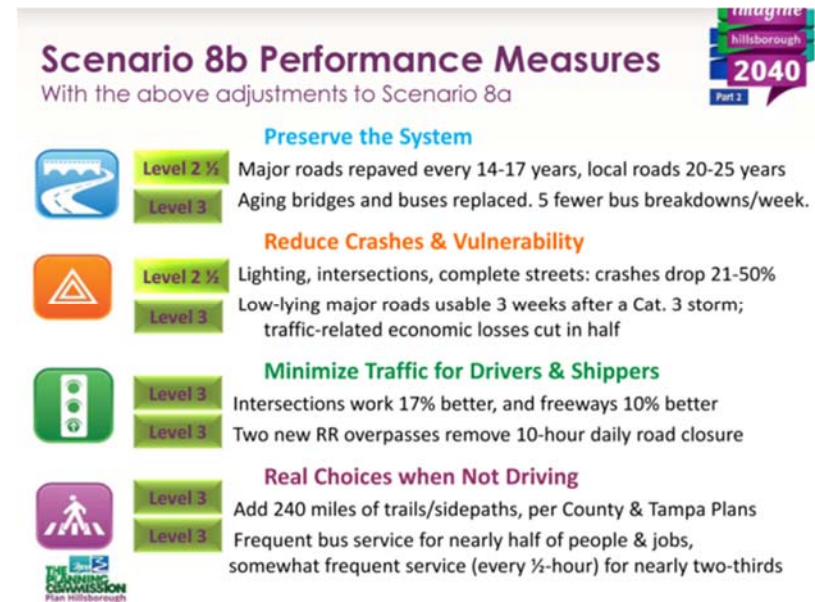 imagine
hillsborough
2040
Part 2
Scenario 8b Performance Measures
With the above adjustments to Scenario 8a
Preserve the System
Level 2 ½ Major roads repaved every 14-17 years, local roads 20-25 years
Level 3 Aging bridges and buses replaced. 5 fewer bus breakdowns/week.
Reduce Crashes & Vulnerability
Level 2 ½ Lighting, intersections, complete streets: crashes drop 21-50%
Level 3 Low-lying major roads usable 3 weeks after a Cat. 3 storm;
traffic-related economic losses cut in half
Minimize Traffic for Drivers & Shippers
Level 3 Intersections work 17% better, and freeways 10% better
Level 3 Two new RR overpasses remove 10-hour daily road closure
Real Choices when Not Driving
Level 3 Add 240 miles of trails/sidepaths, per County & Tampa Plans
Level 3 Frequent bus service for nearly half of people & jobs,
somewhat frequent service (every ½-hour) for nearly two-thirds
THE
PLANNING
COMMISSION
Plan Hillsborough